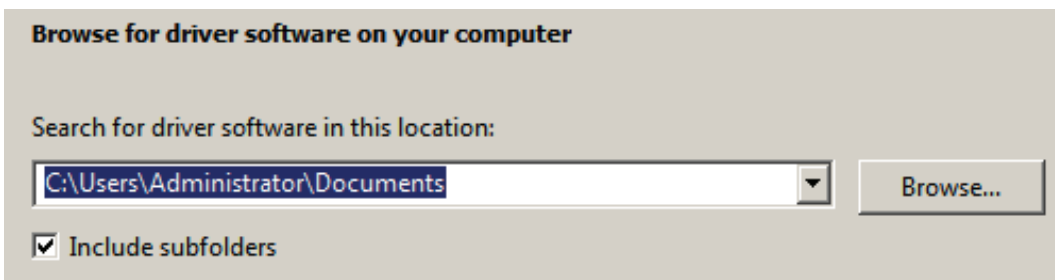 Browse for driver software on your computer
Search for driver software in this location:
C:\Users\Administrator\Documents
Browse...
Include subfolders